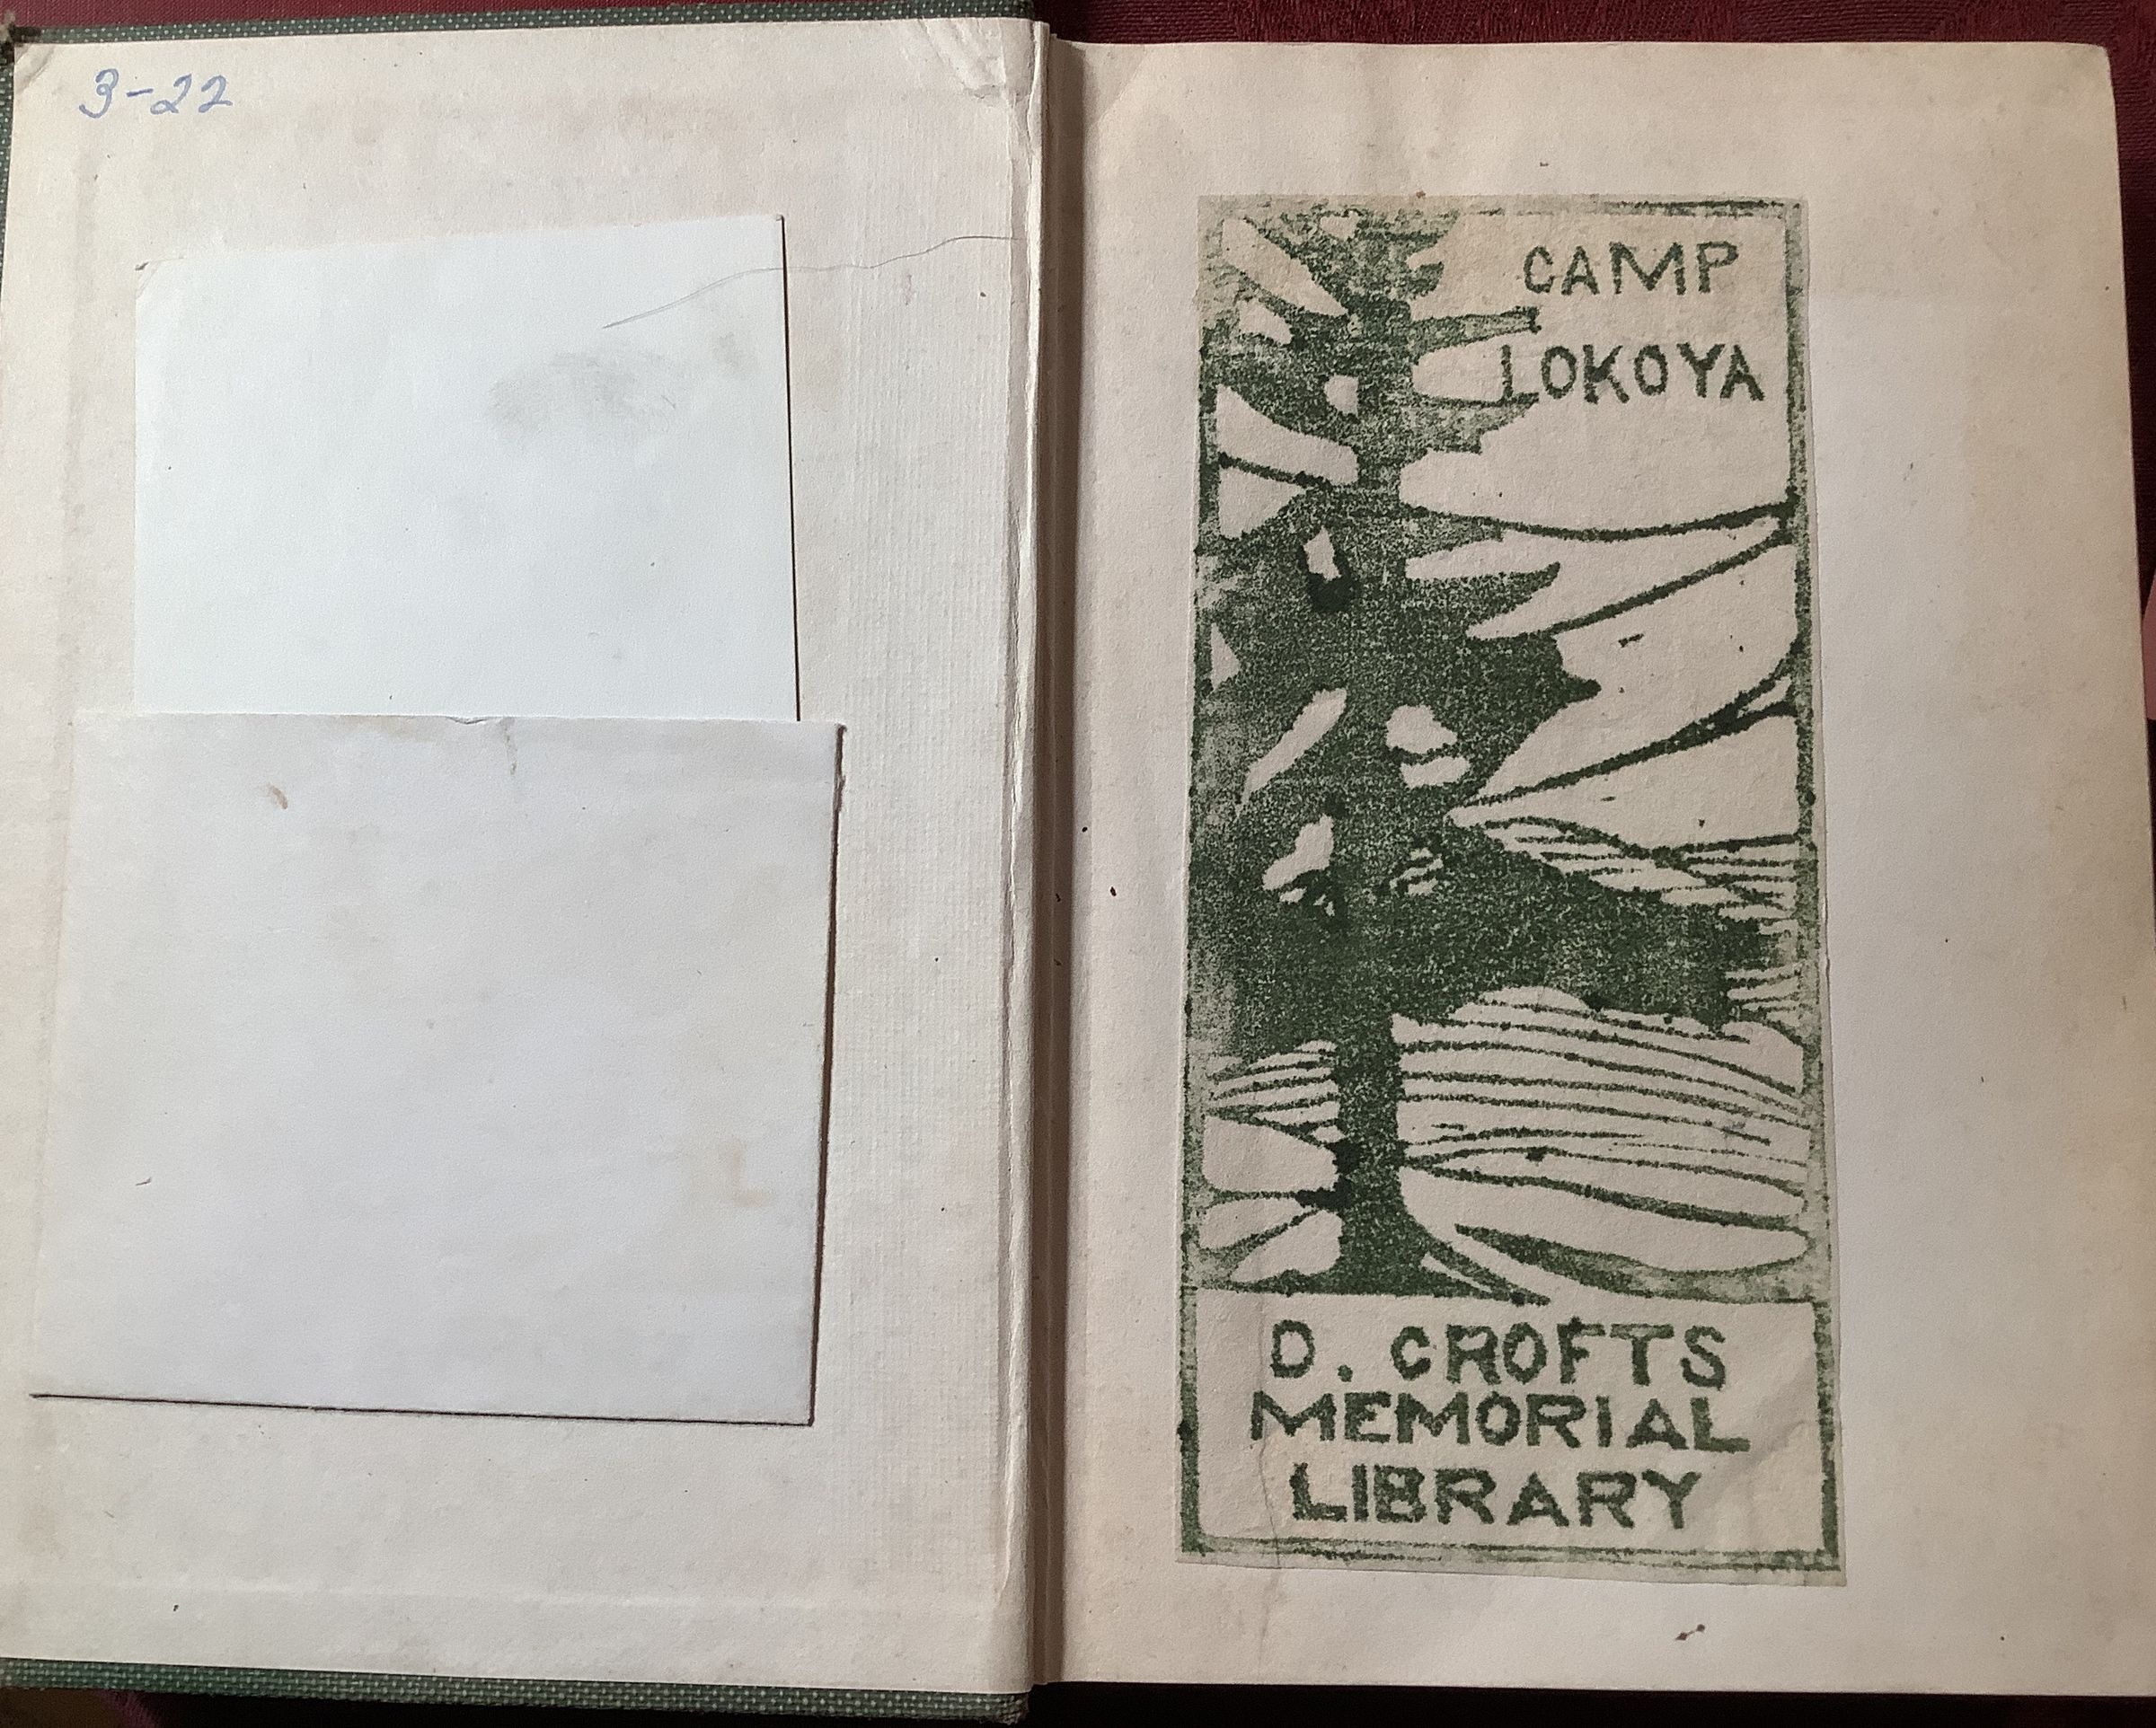 3-22
CAMP
LOKOYA
D. CROFTS
MEMORIAL
LIBRARY